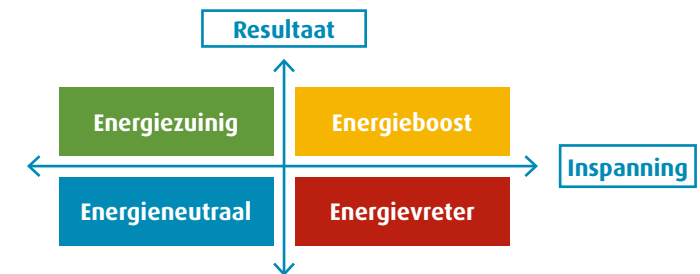 Resultaat
Energiezuinig
Energieboost
Inspanning
Energieneutraal
Energievreter